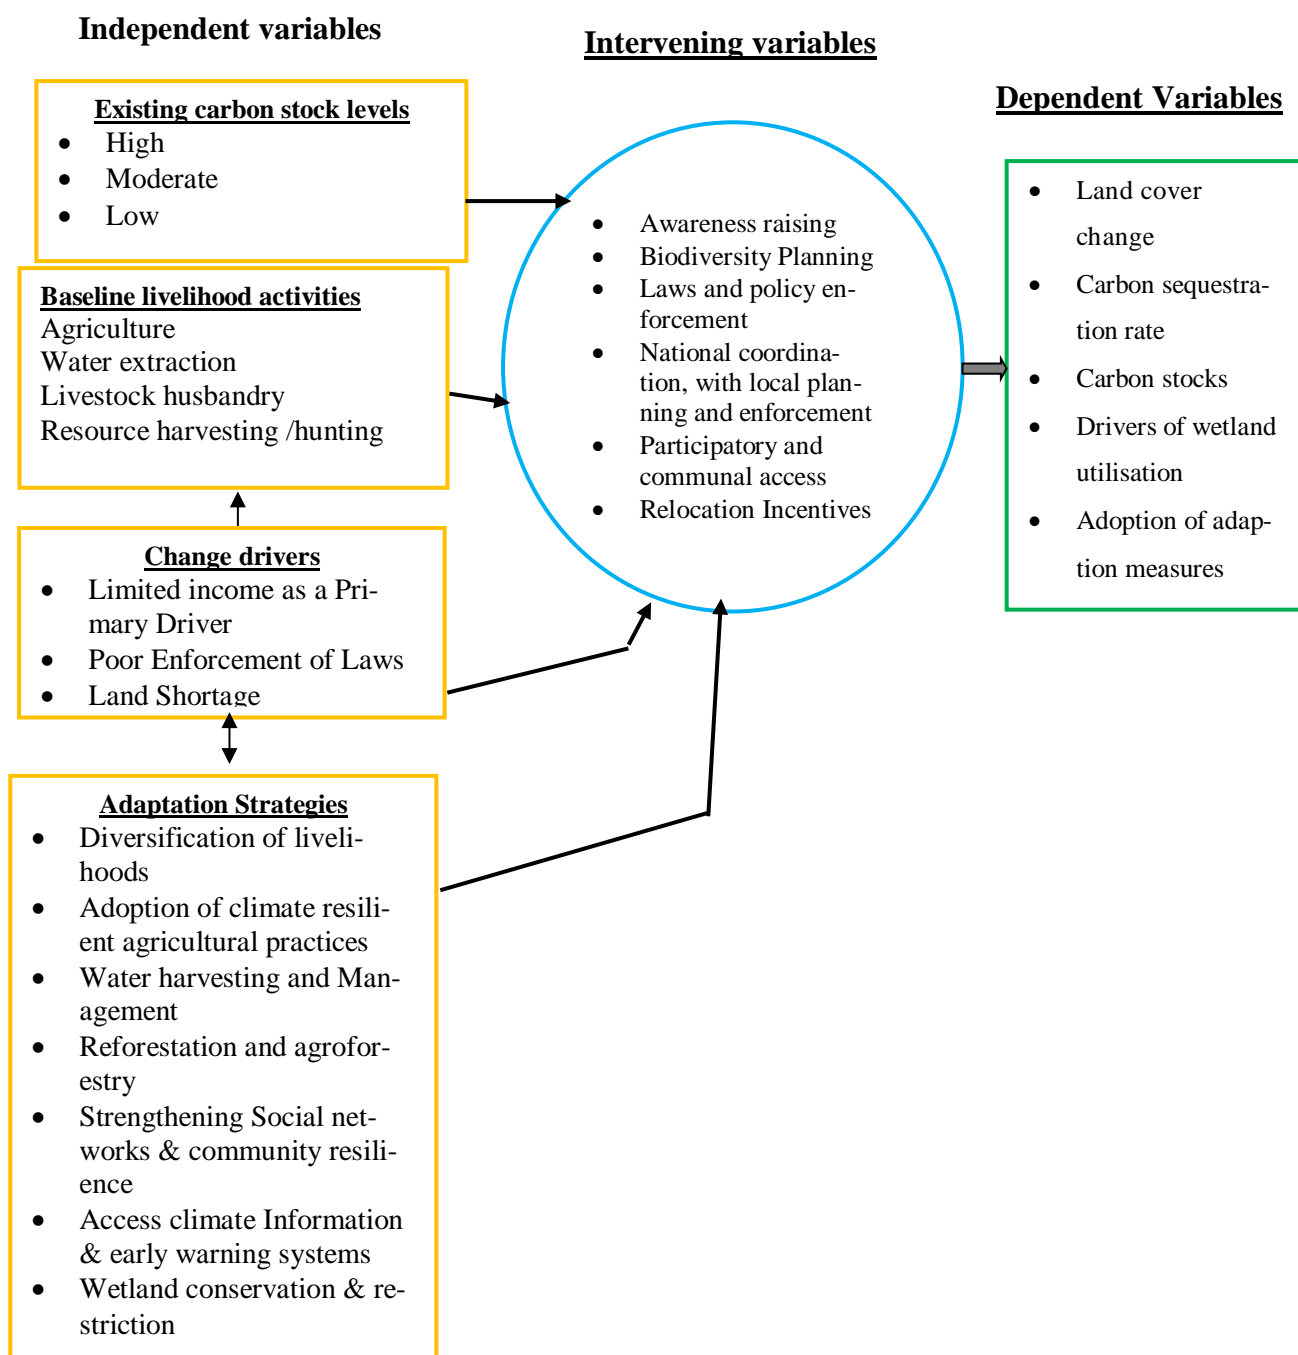 Independent variables
Existing carbon stock levels
• High
• Moderate
• Low
Baseline livelihood activities
Agriculture
Water extraction
Livestock husbandry
Resource harvesting /hunting
Change drivers
• Limited income as a Pri-
mary Driver
• Poor Enforcement of Laws
• Land Shortage
Adaptation Strategies
• Diversification of liveli-
hoods
• Adoption of climate resili-
ent agricultural practices
• Water harvesting and Man-
agement
• Reforestation and agrofor-
estry
• Strengthening Social net-
works & community resili-
ence
• Access climate Information
& early warning systems
• Wetland conservation & re-
striction
Intervening variables
• Awareness raising
• Biodiversity Planning
• Laws and policy en-
forcement
• National coordina-
tion, with local plan-
ning and enforcement
• Participatory and
communal access
• Relocation Incentives
Dependent Variables
• Land cover
change
• Carbon sequestra-
tion rate
• Carbon stocks
• Drivers of wetland
utilisation
• Adoption of adap-
tion measures